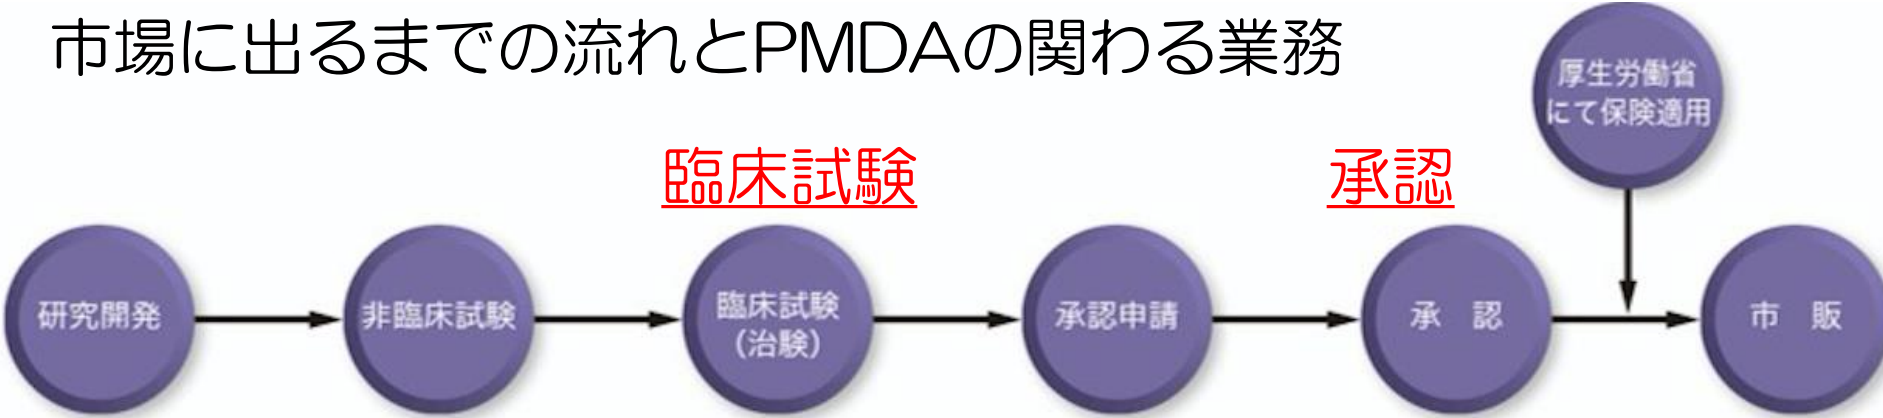 市場に出るまでの流れとPMDAの関わる業務
厚生労働省
にて保険適用
臨床試験
承認
研究開発
非臨床試験
臨床試験
(治験)
承認申請
承 認
市 販